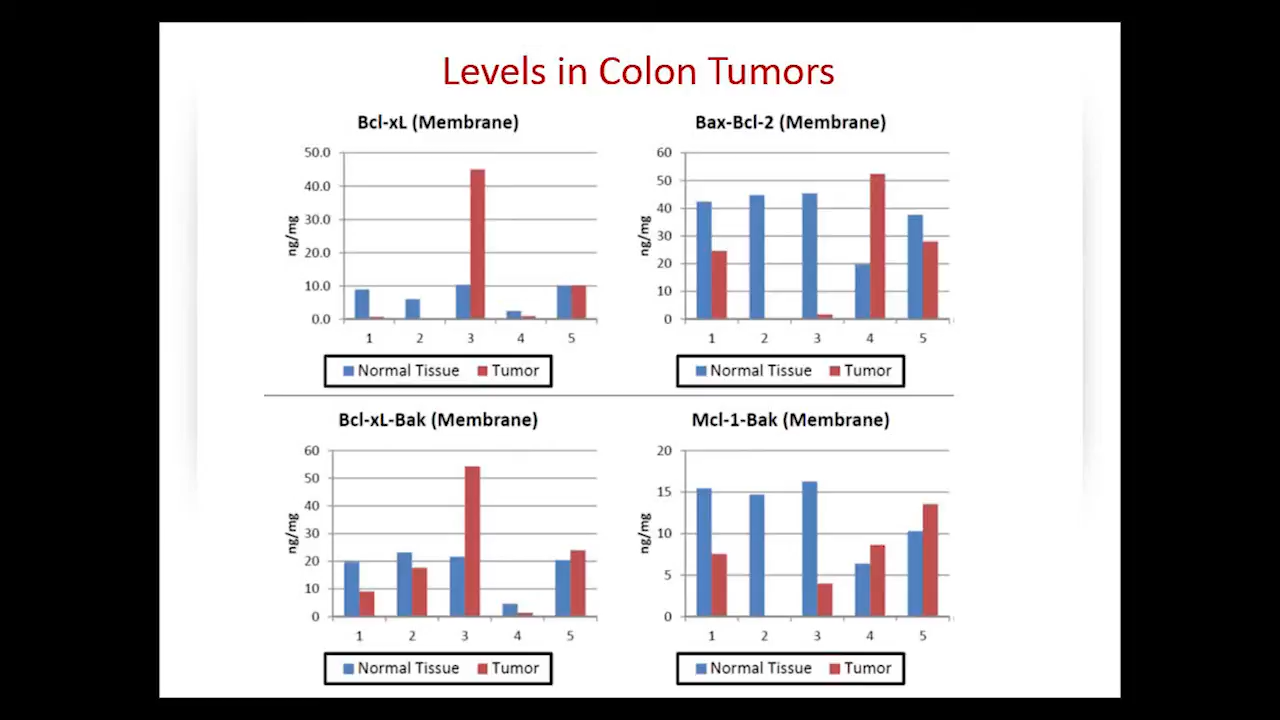 Levels in Colon Tumors
Bcl-xL (Membrane)
50.0
40.0
30.0
20.0
10.0
0.0
ng/mg
1 2 3 4 5
Normal Tissue Tumor
Bax-Bcl-2 (Membrane)
60
50
40
30
20
10
0
ng/mg
1 2 3 4 5
Normal Tissue Tumor
Bcl-xL-Bak (Membrane)
60
50
40
30
20
10
0
ng/mg
1 2 3 4 5
Normal Tissue Tumor
Mcl-1-Bak (Membrane)
20
15
10
5
0
ng/mg
1 2 3 4 5
Normal Tissue Tumor